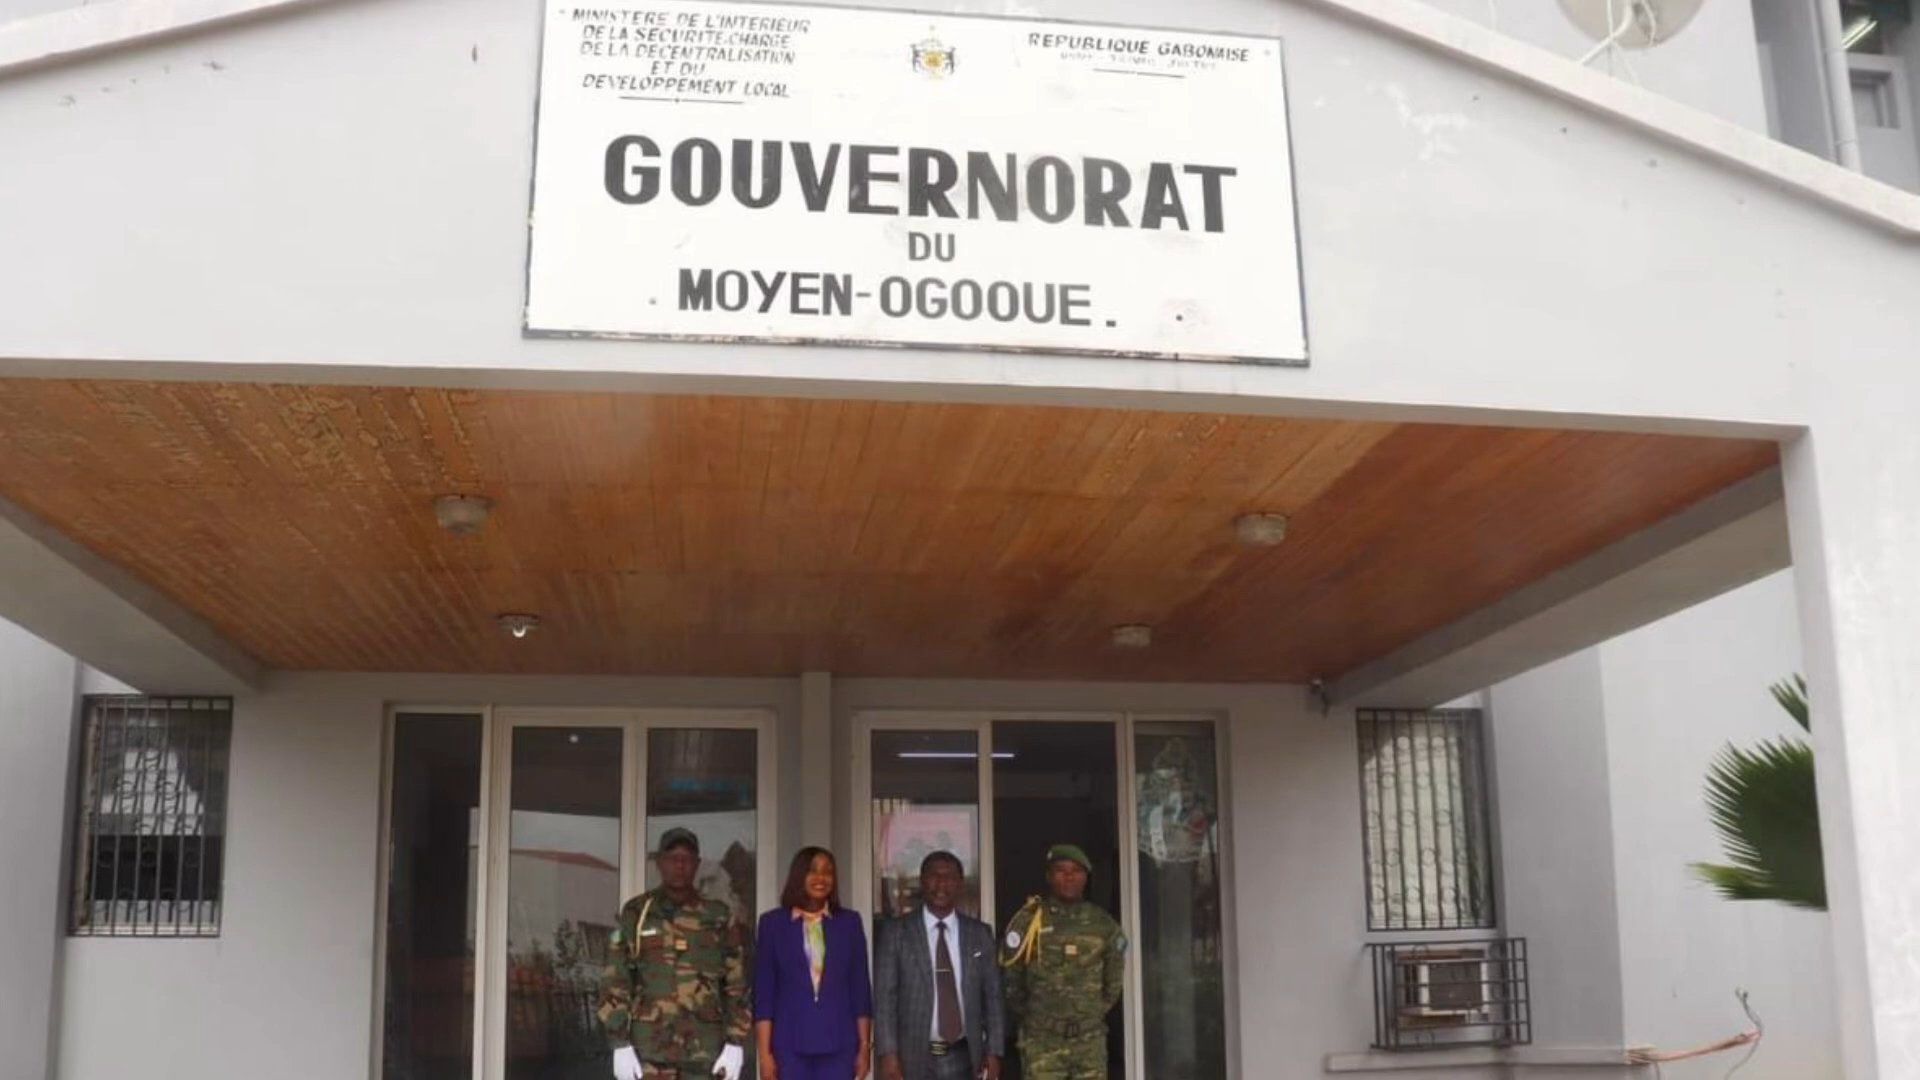 MINISTERE DE L'INTERIEUR
DE LA SECURITE.CHARGE
DE LA DECENTRALISATION
ET DU
DEVELOPPEMENT LOCAL
REPUBLIQUE GABONAISE
GOUVERNORAT
DU
. MOYEN-OGOOUE .